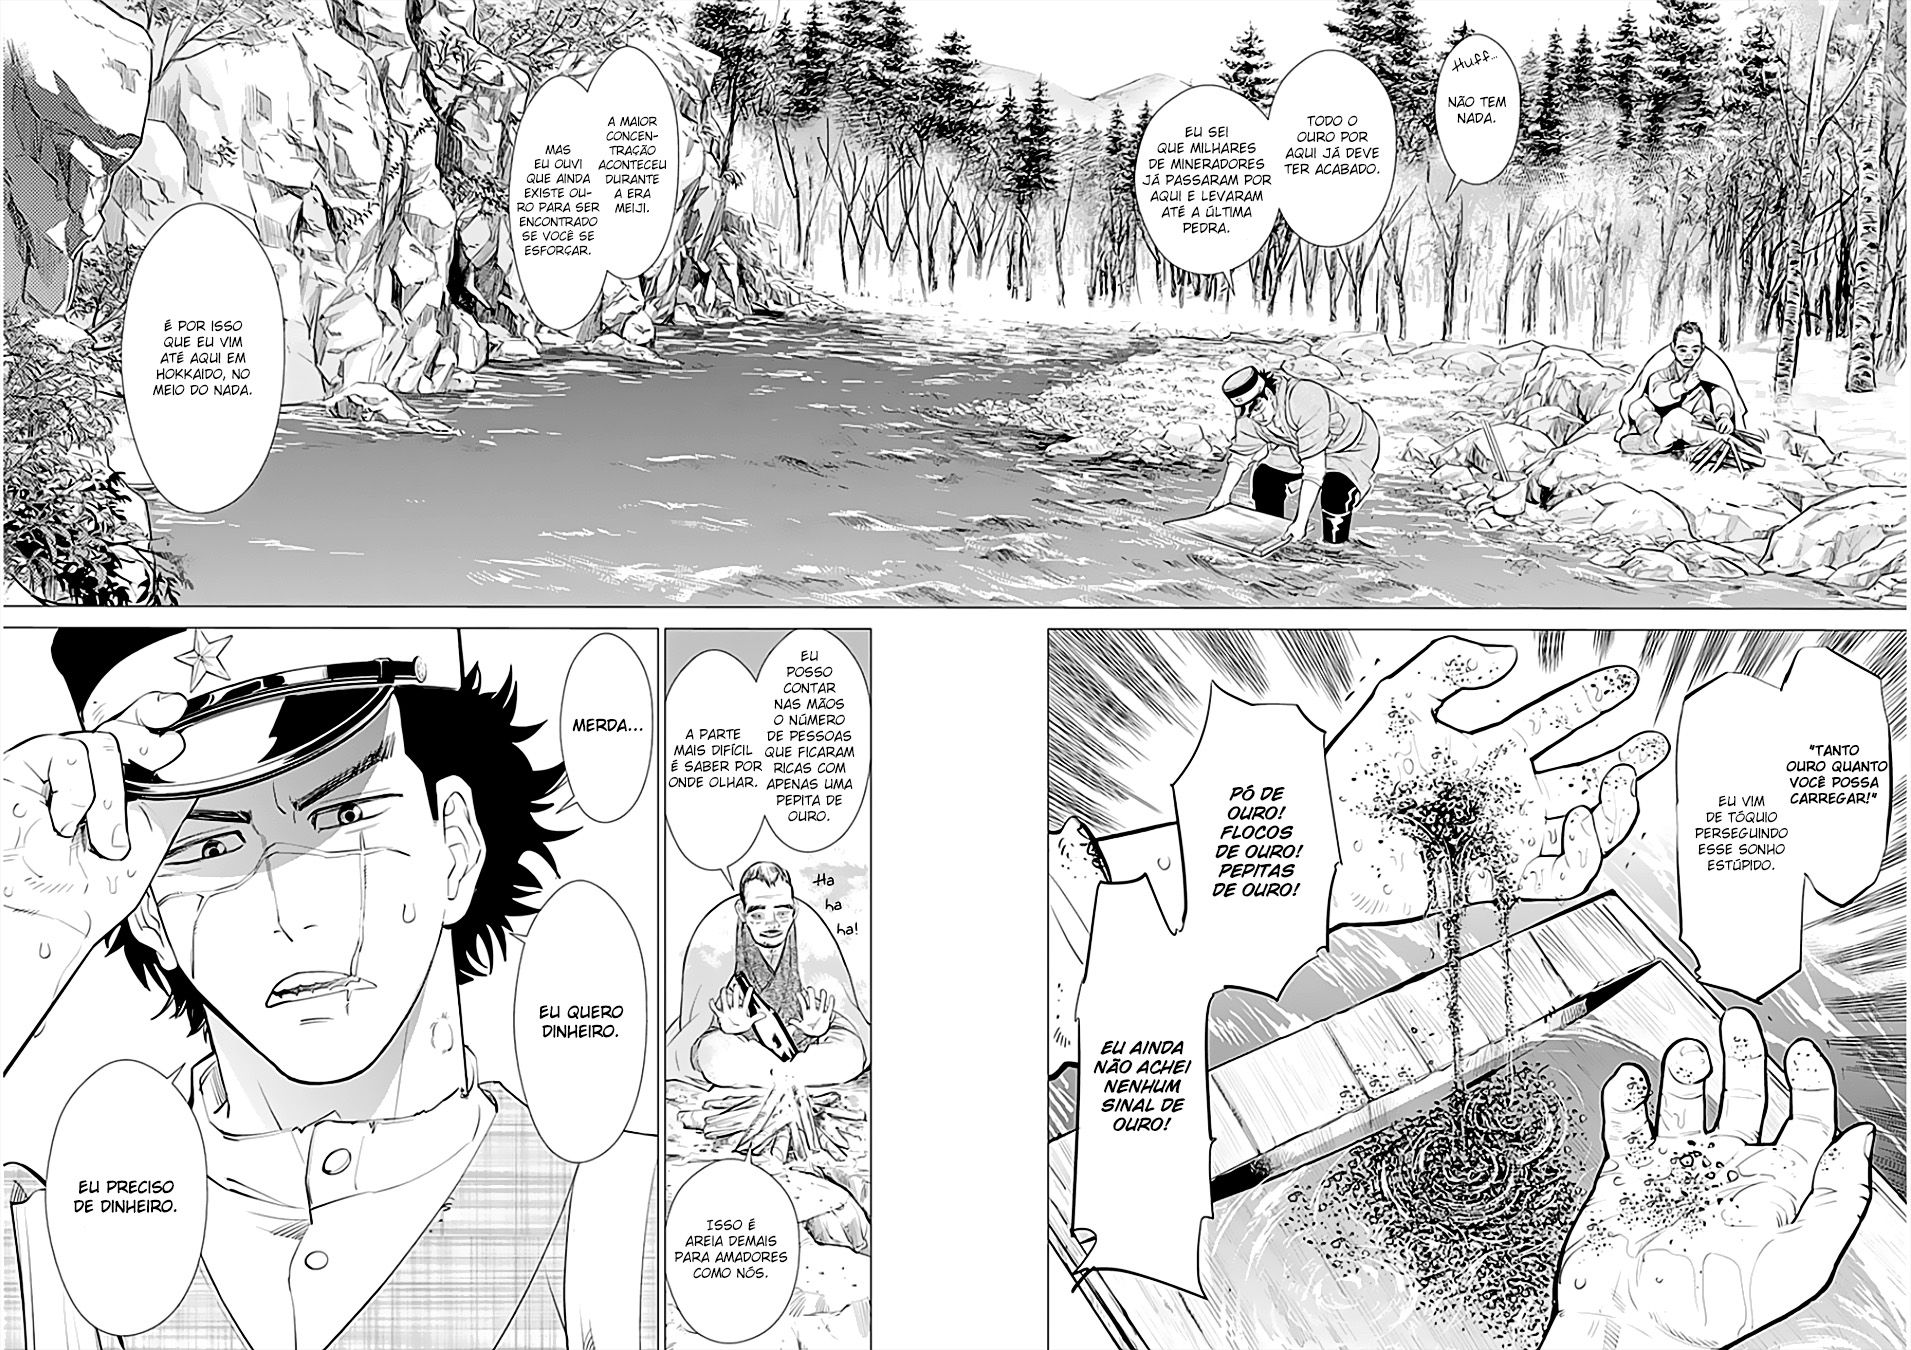 Huff...
NÃO TEM
NADA.
TODO O
OURO POR
AQUI JÁ DEVE
TER ACABADO.
EU SEI
QUE MILHARES
DE MINERADORES
JÁ PASSARAM POR
AQUI E LEVARAM
ATÉ A ÚLTIMA
PEDRA.
A MAIOR
CONCEN-
TRAÇÃO
ACONTECEU
DURANTE
A ERA
MEIJI.
MAS
EU OUVI
QUE AINDA
EXISTE OU-
RO PARA SER
ENCONTRADO
SE VOCÊ SE
ESFORÇAR.
É POR ISSO
QUE EU VIM
ATÉ AQUI EM
HOKKAIDO, NO
MEIO DO NADA.
"TANTO
OURO QUANTO
VOCÊ POSSA
CARREGAR!"
EU VIM
DE TÓQUIO
PERSEGUINDO
ESSE SONHO
ESTÚPIDO.
PÓ DE
OURO!
FLOCOS
DE OURO!
PEPITAS
DE OURO!
EU AINDA
NÃO ACHEI
NENHUM
SINAL DE
OURO!
EU
POSSO
CONTAR
NAS MÃOS
O NÚMERO
DE PESSOAS
QUE FICARAM
RICAS COM
APENAS UMA
PEPITA DE
OURO.
A PARTE
MAIS DIFÍCIL
É SABER POR
ONDE OLHAR.
Ha
ha
ha!
ISSO É
AREIA DEMAIS
PARA AMADORES
COMO NÓS.
MERDA...
EU QUERO
DINHEIRO.
EU PRECISO
DE DINHEIRO.